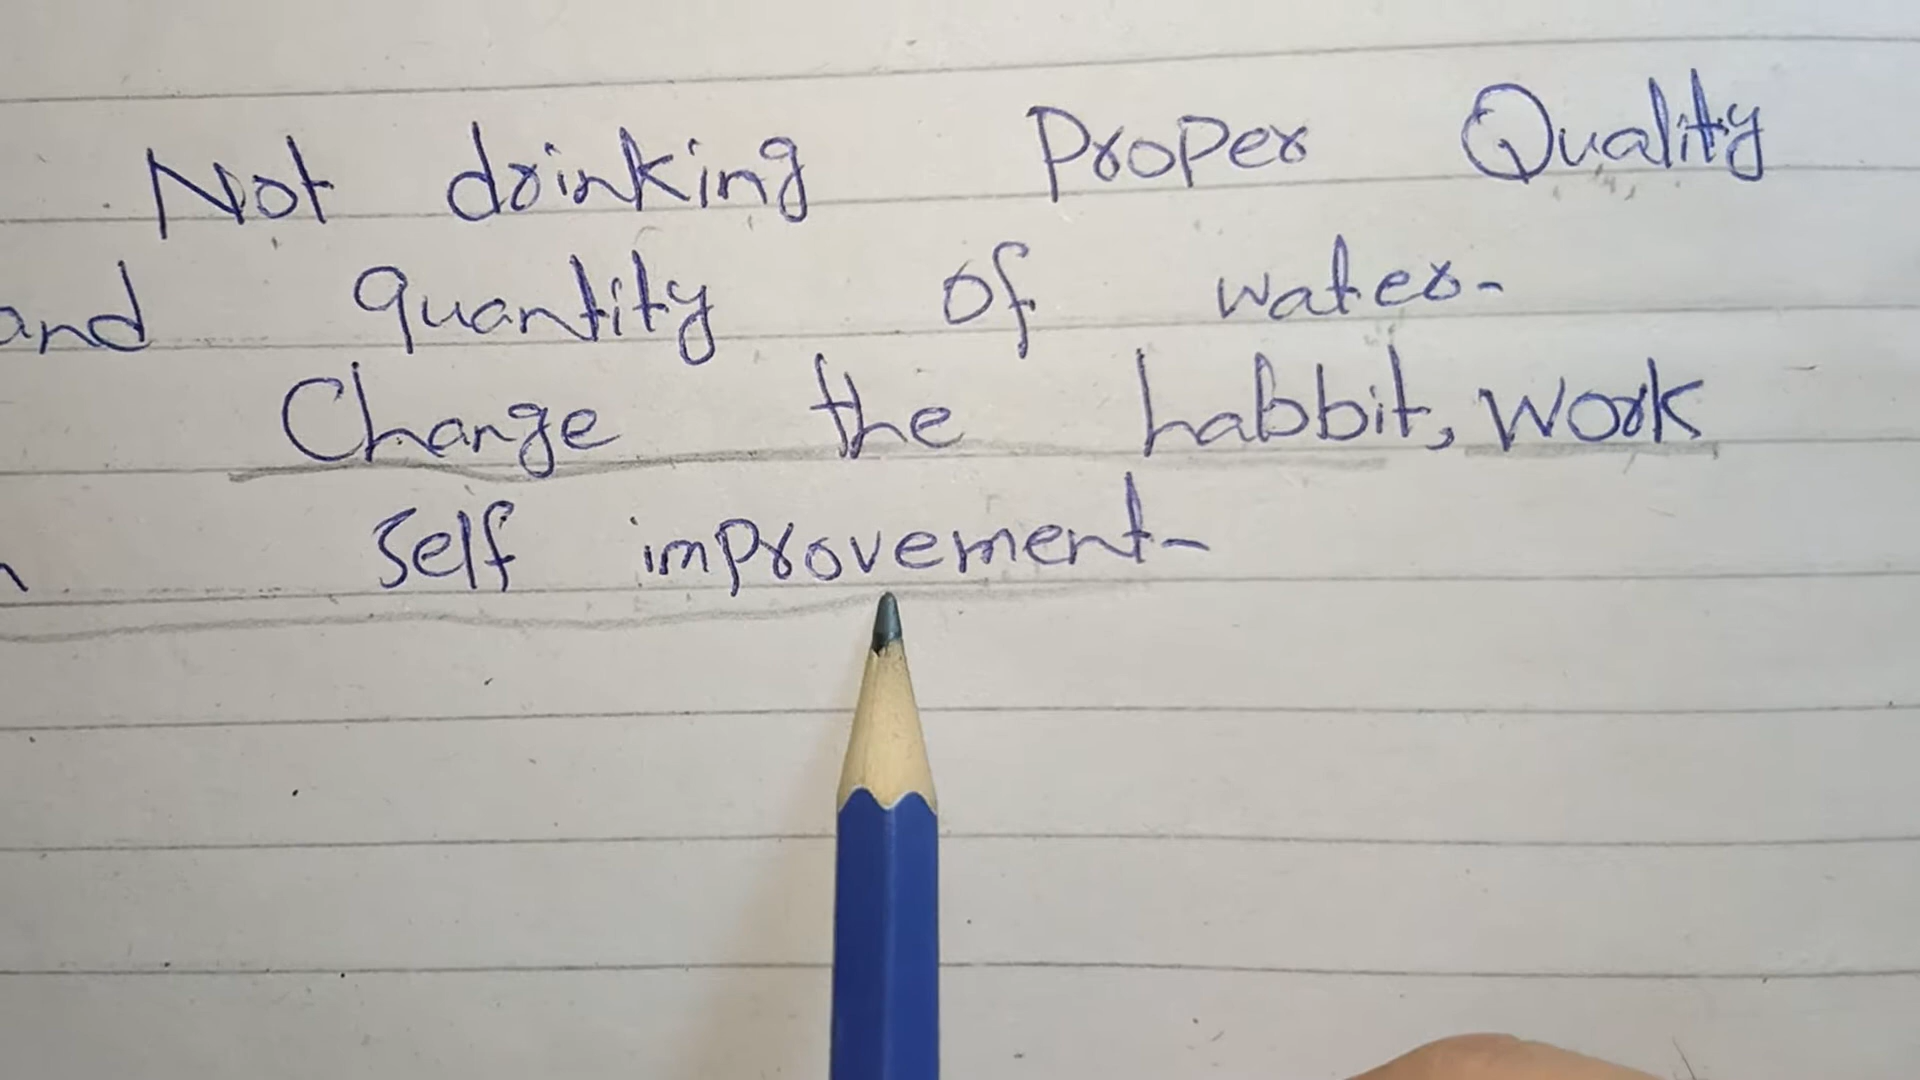 Not drinking Proper Quality
and quantity of water-
Change the habbit, Work
Self improvement-